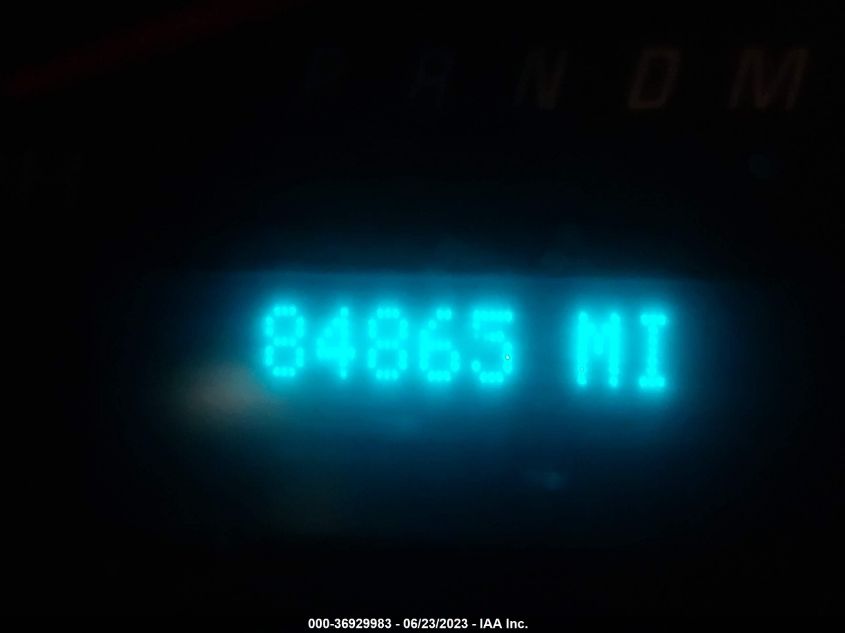 R N D M
84865 MI
000-36929983 - 06/23/2023 - IAA Inc.